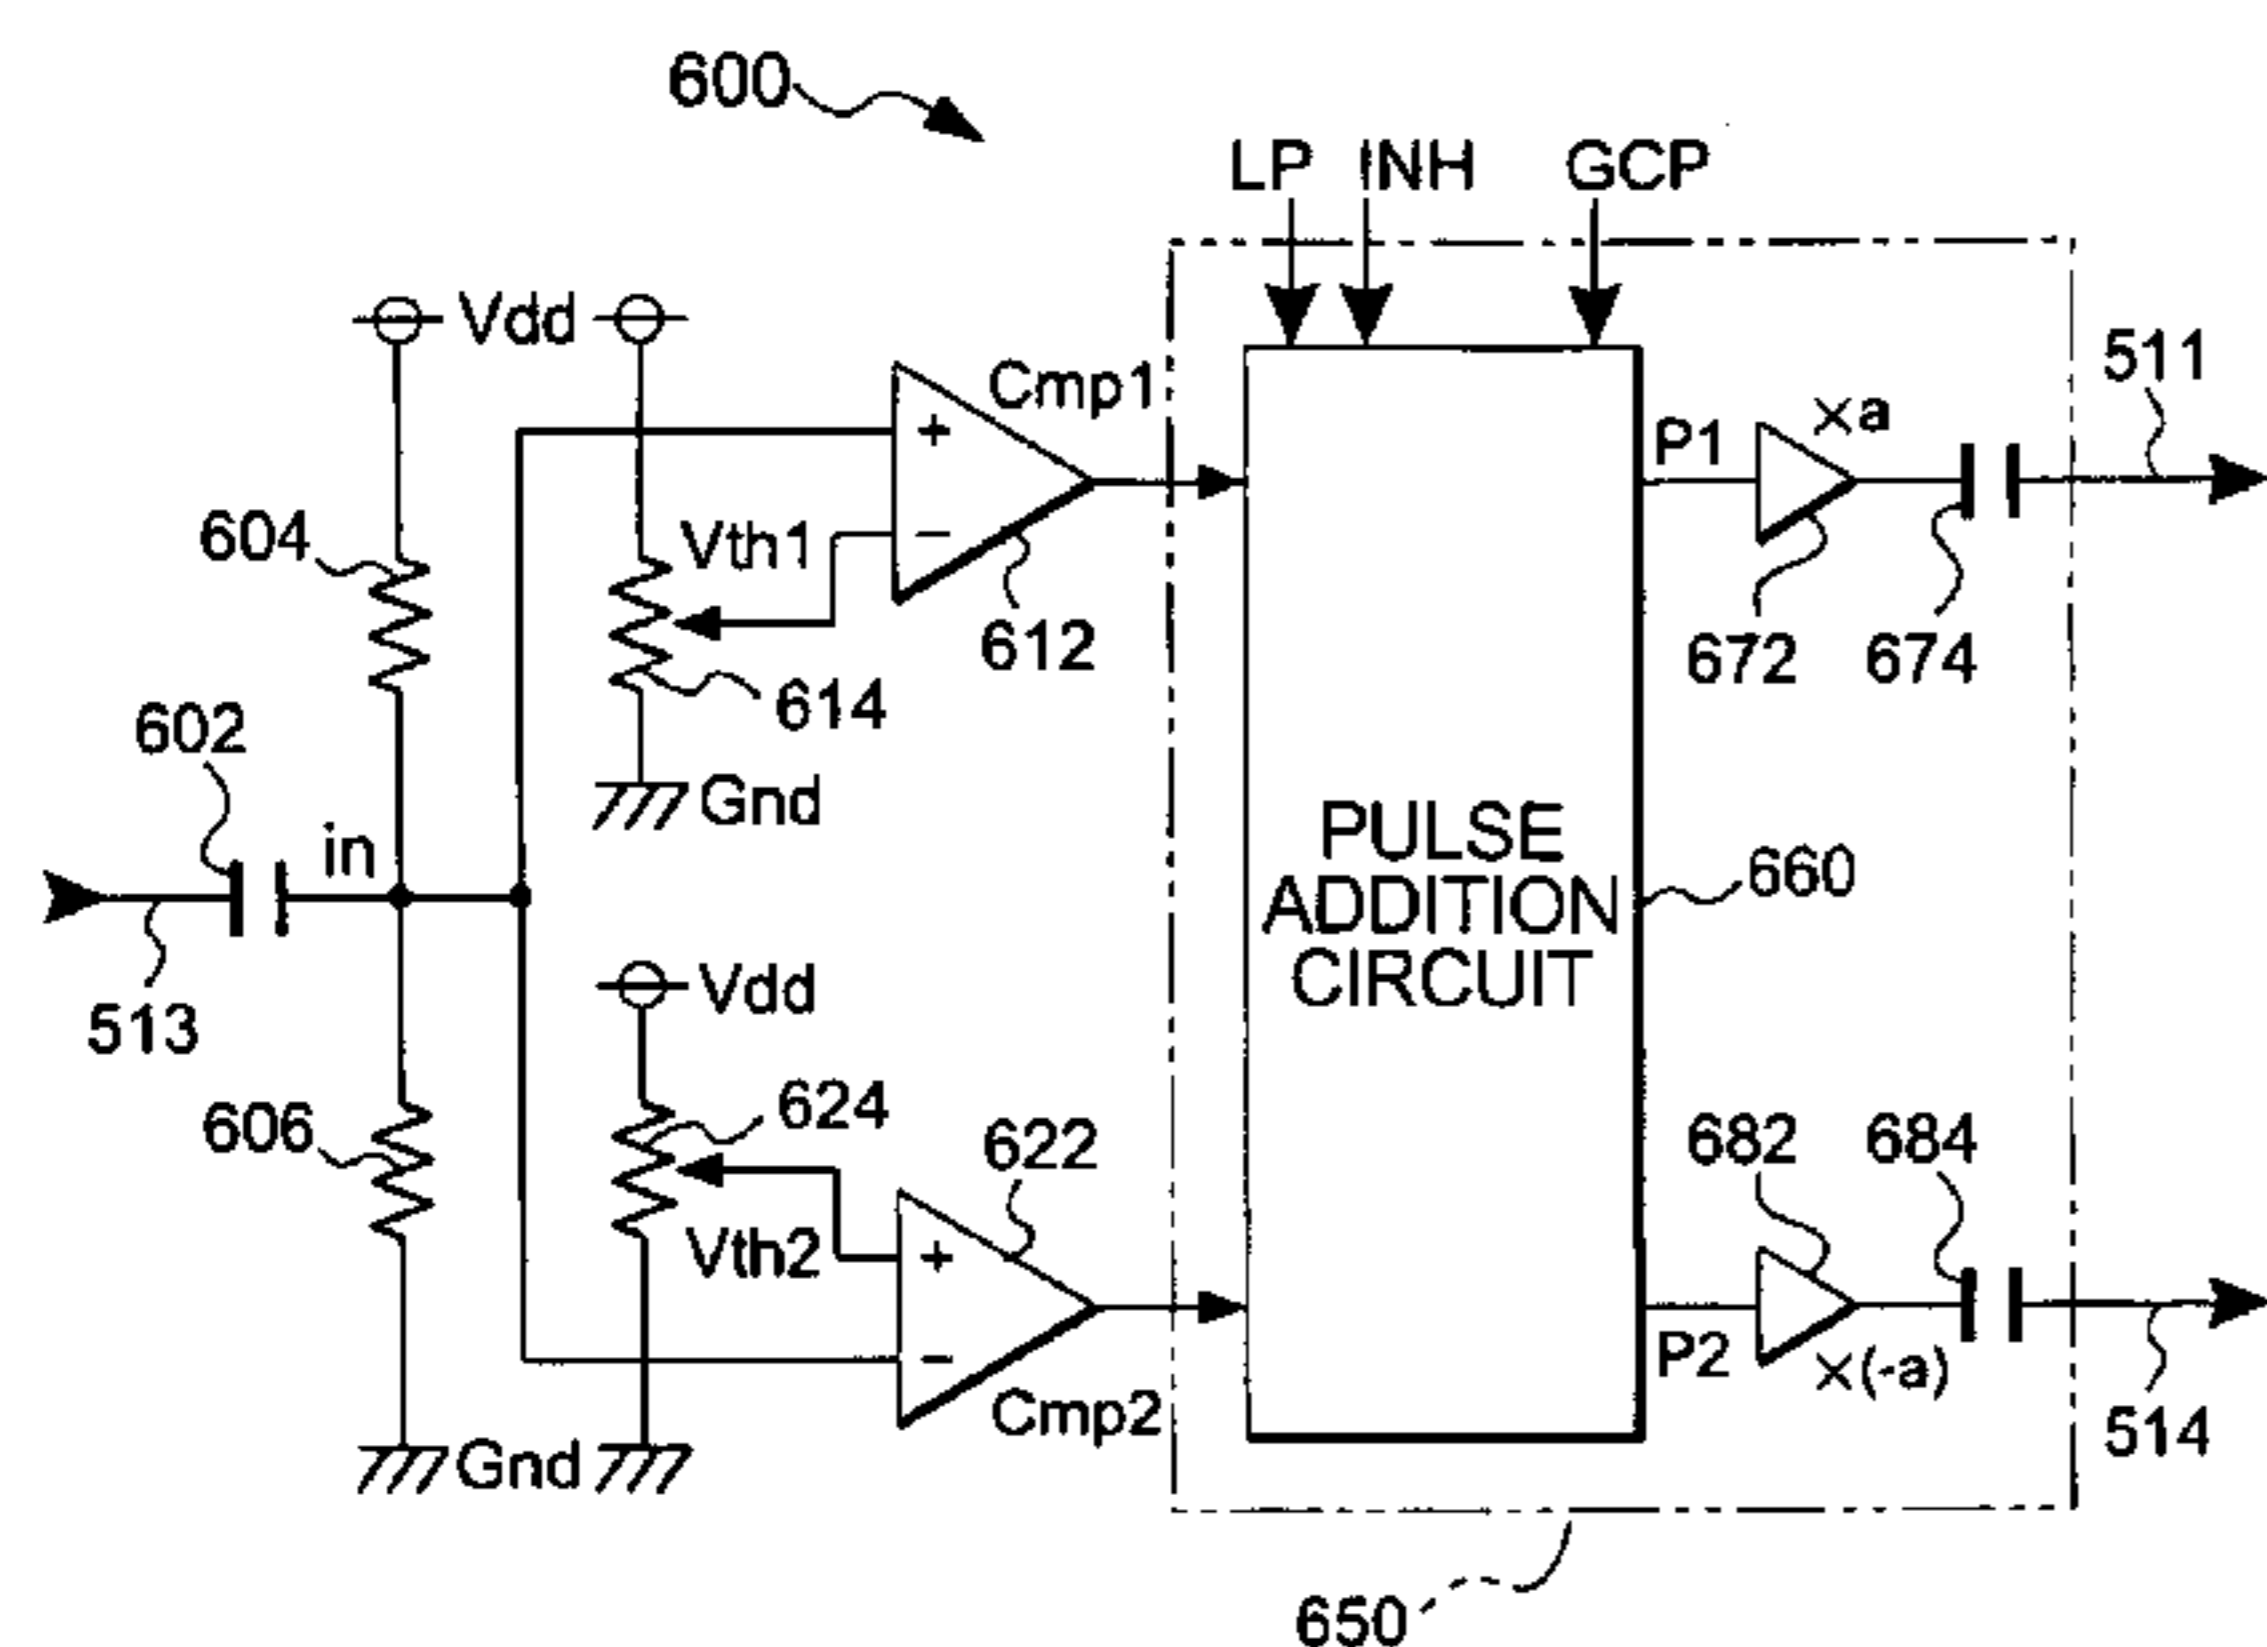 600
LP INH GCP
Vdd
511
Cmp1
+
P1
×a
604
Vth1
−
612
672
674
614
602
Gnd
in
PULSE
ADDITION
CIRCUIT
660
513
Vdd
606
624
622
682
684
Vth2
+
−
P2
×(-a)
Cmp2
514
Gnd
650